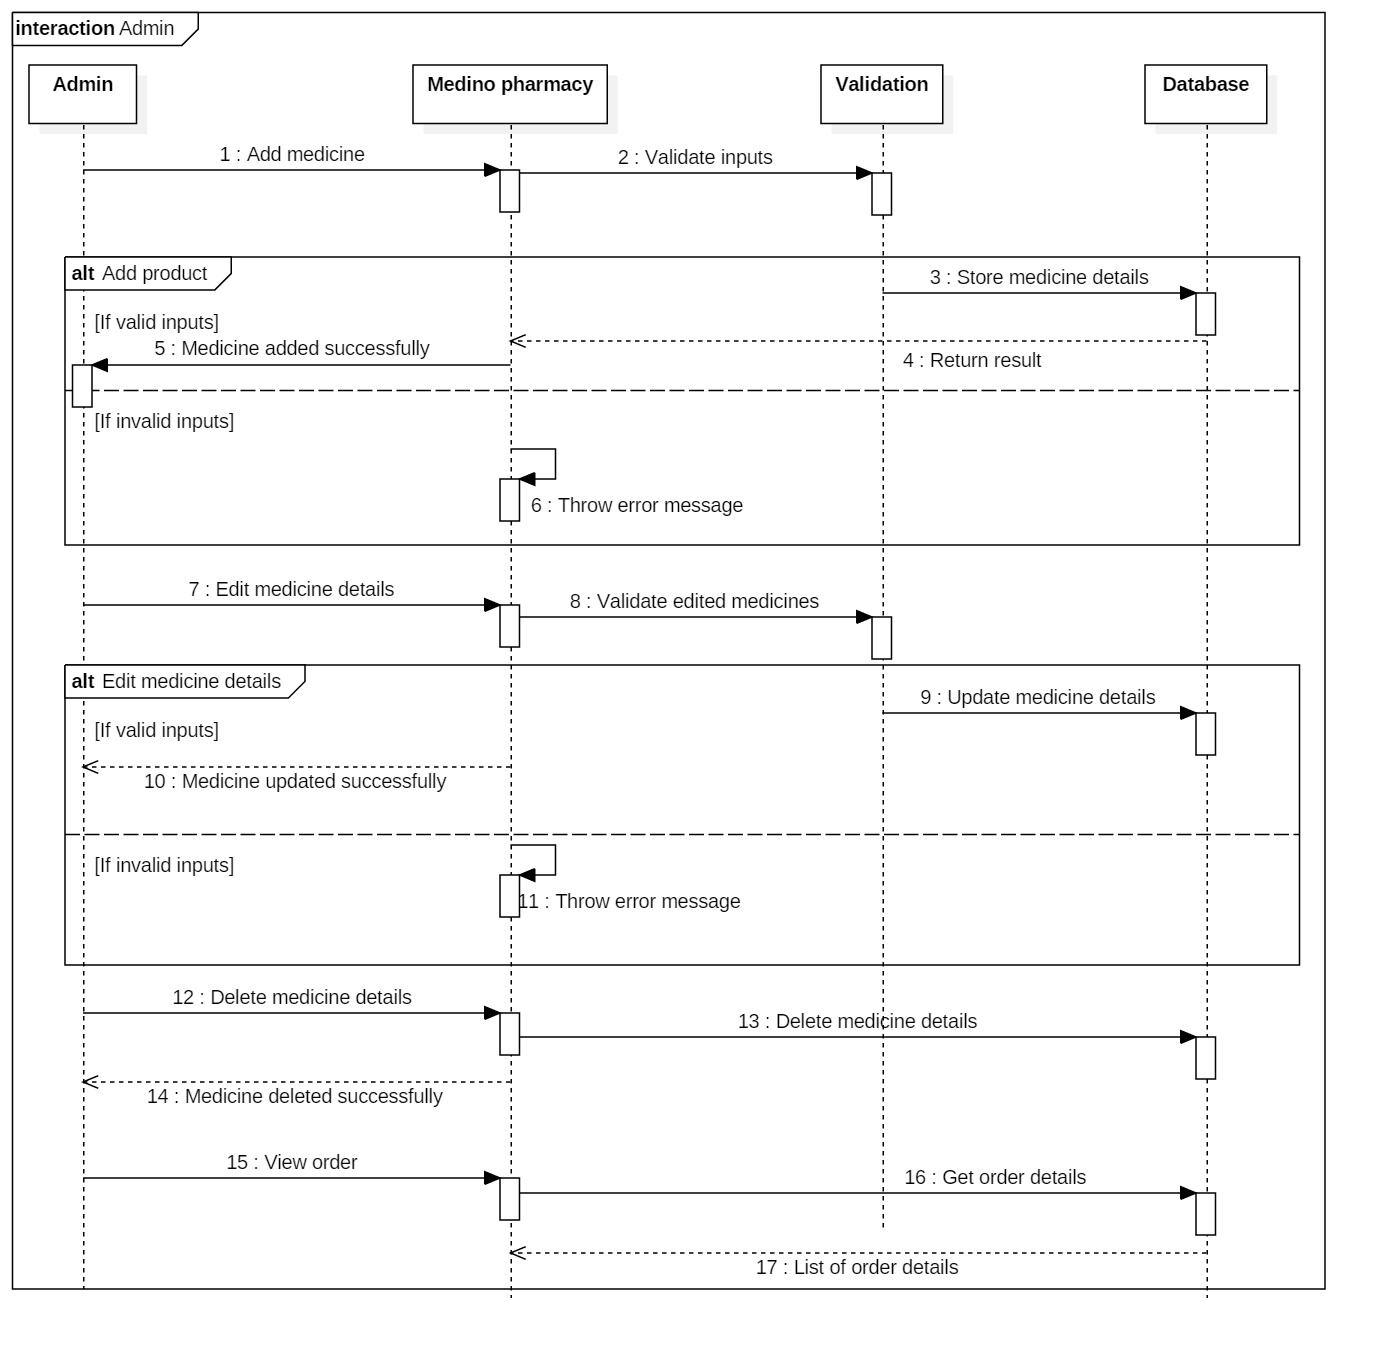 interaction Admin
Admin
Medino pharmacy
Validation
Database
1 : Add medicine
2 : Validate inputs
alt Add product
3 : Store medicine details
[If valid inputs]
5 : Medicine added successfully
4 : Return result
[If invalid inputs]
6 : Throw error message
7 : Edit medicine details
8 : Validate edited medicines
alt Edit medicine details
9 : Update medicine details
[If valid inputs]
10 : Medicine updated successfully
[If invalid inputs]
11 : Throw error message
12 : Delete medicine details
13 : Delete medicine details
14 : Medicine deleted successfully
15 : View order
16 : Get order details
17 : List of order details